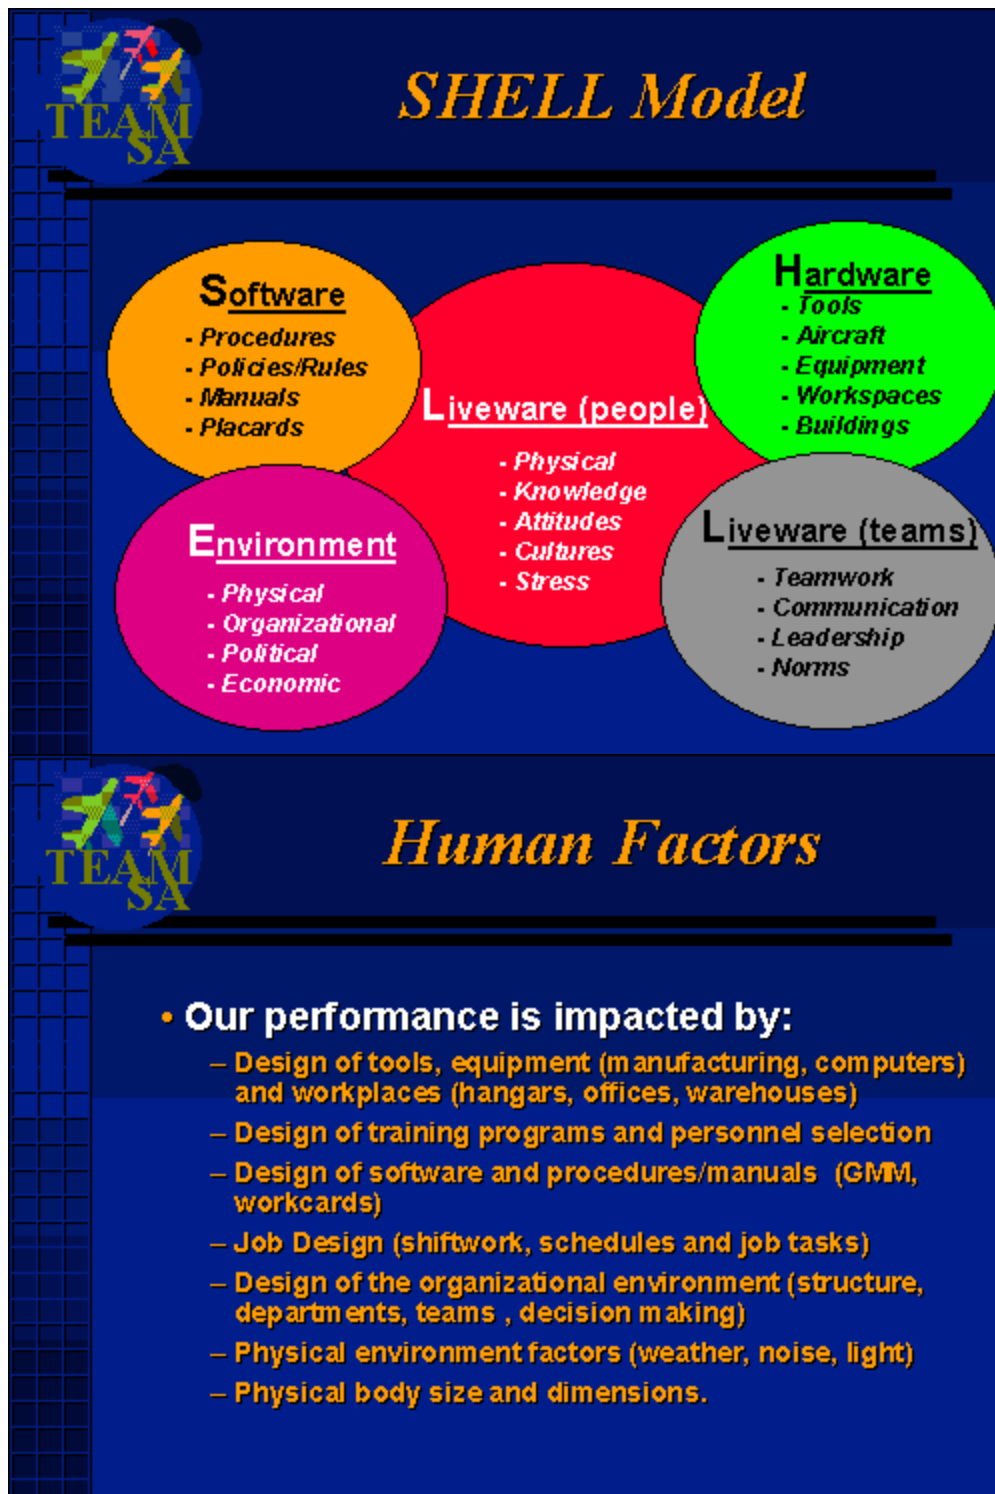 TEAM
SA
SHELL Model
Software
- Procedures
- Policies/Rules
- Manuals
- Placards
Hardware
- Tools
- Aircraft
- Equipment
- Workspaces
- Buildings
Liveware (people)
- Physical
- Knowledge
- Attitudes
- Cultures
- Stress
Environment
- Physical
- Organizational
- Political
- Economic
Liveware (teams)
- Teamwork
- Communication
- Leadership
- Norms
TEAM
SA
Human Factors
• Our performance is impacted by:
– Design of tools, equipment (manufacturing, computers)
and workplaces (hangars, offices, warehouses)
– Design of training programs and personnel selection
– Design of software and procedures/manuals (GMM,
workcards)
– Job Design (shiftwork, schedules and job tasks)
– Design of the organizational environment (structure,
departments, teams , decision making)
– Physical environment factors (weather, noise, light)
– Physical body size and dimensions.